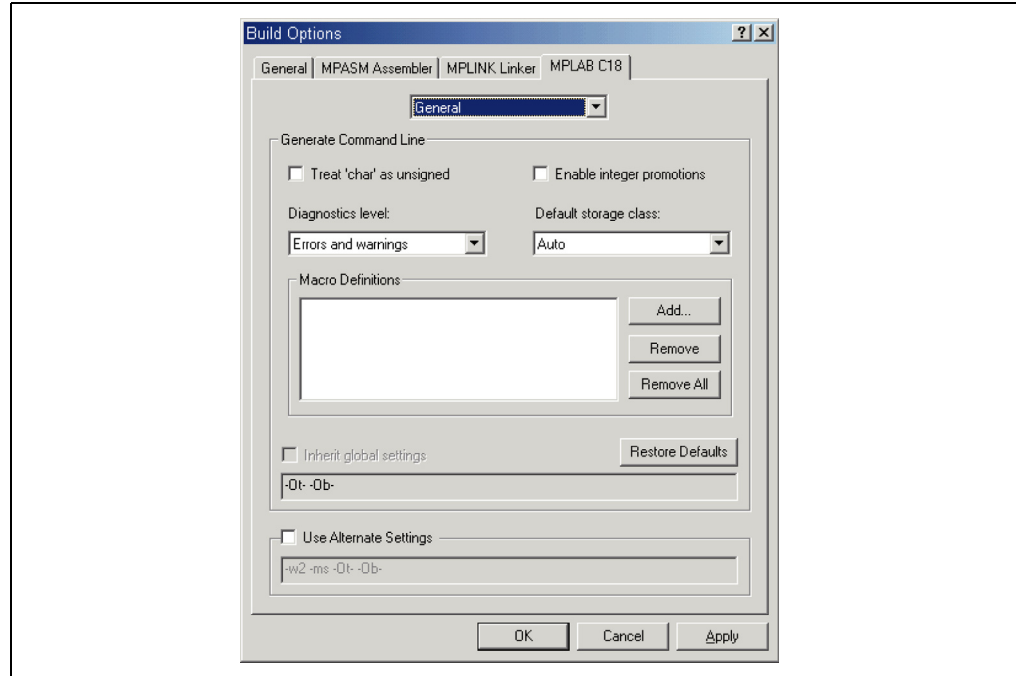 Build Options
General MPASM Assembler MPLINK Linker MPLAB C18
General
Generate Command Line
Treat 'char' as unsigned Enable integer promotions
Diagnostics level: Default storage class:
Errors and warnings Auto
Macro Definitions
Add...
Remove
Remove All
Inherit global settings Restore Defaults
-Ot- -Ob-
Use Alternate Settings
-w2 -ms -Ot- -Ob-
OK Cancel Apply